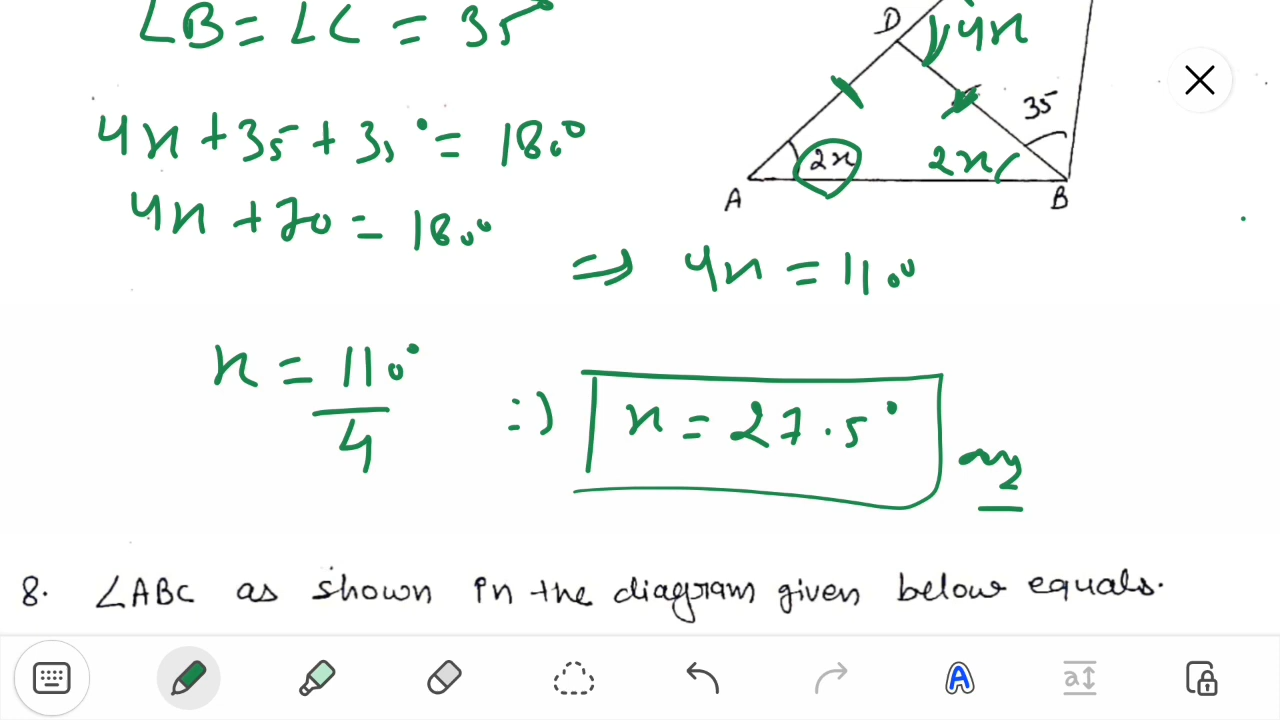 ∠B = ∠C = 35°
D
4x
35
4x + 35 + 35° = 180°
2x
2x
A
B
4x + 70 = 180°
⇒ 4x = 110°
x = 110°/4
⇒ x = 27.5°
Ans
8. ∠ABC as shown in the diagram given below equals.
A
a